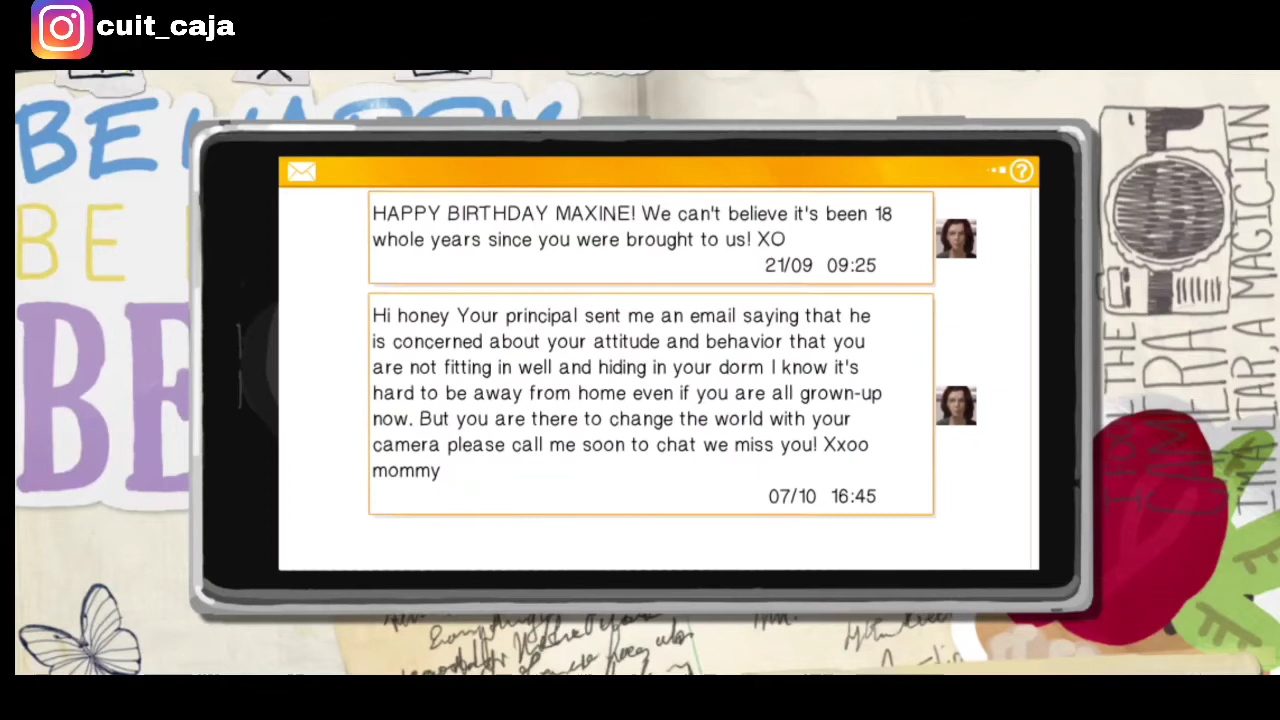 cuit_caja
BE HAPPY
BE
BE
HAPPY BIRTHDAY MAXINE! We can't believe it's been 18
whole years since you were brought to us! XO
21/09 09:25
Hi honey Your principal sent me an email saying that he
is concerned about your attitude and behavior that you
are not fitting in well and hiding in your dorm I know it's
hard to be away from home even if you are all grown-up
now. But you are there to change the world with your
camera please call me soon to chat we miss you! Xxoo
mommy
07/10 16:45